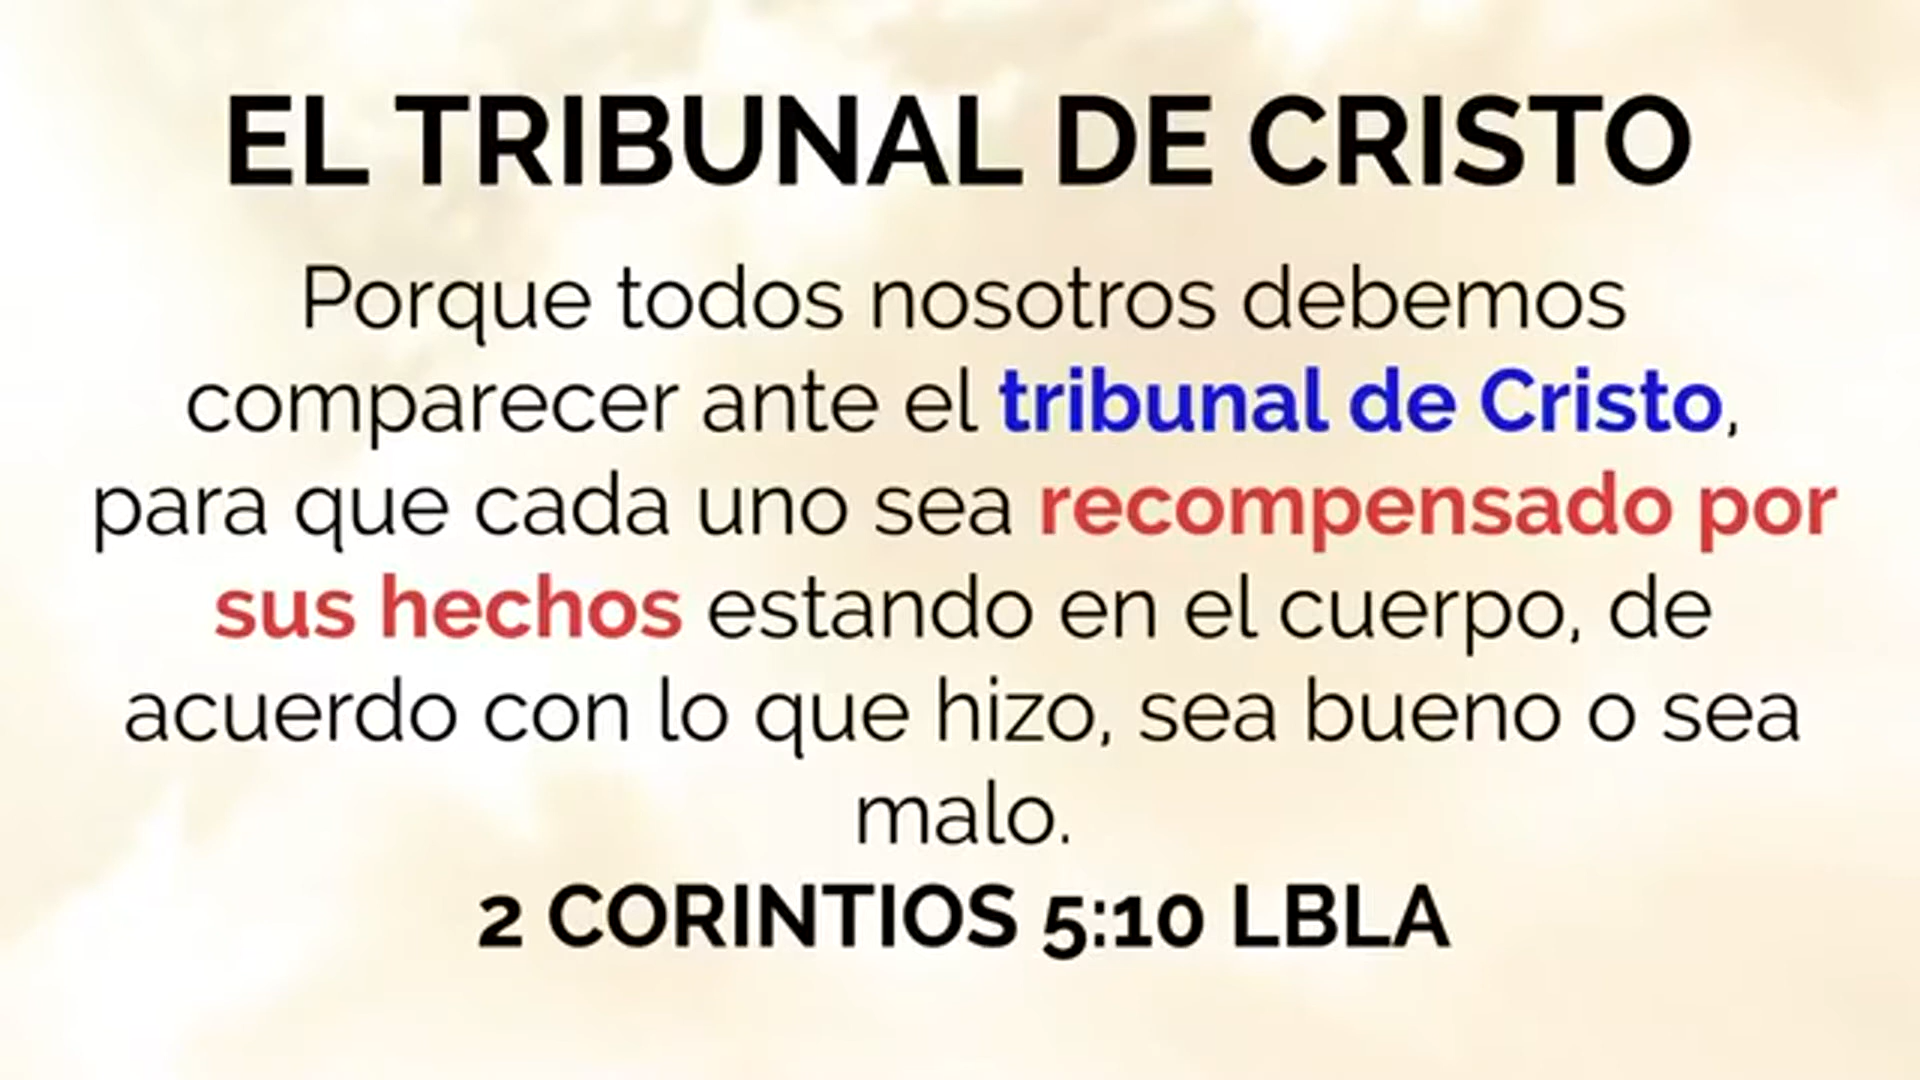 EL TRIBUNAL DE CRISTO
Porque todos nosotros debemos
comparecer ante el tribunal de Cristo,
para que cada uno sea recompensado por
sus hechos estando en el cuerpo, de
acuerdo con lo que hizo, sea bueno o sea
malo.
2 CORINTIOS 5:10 LBLA